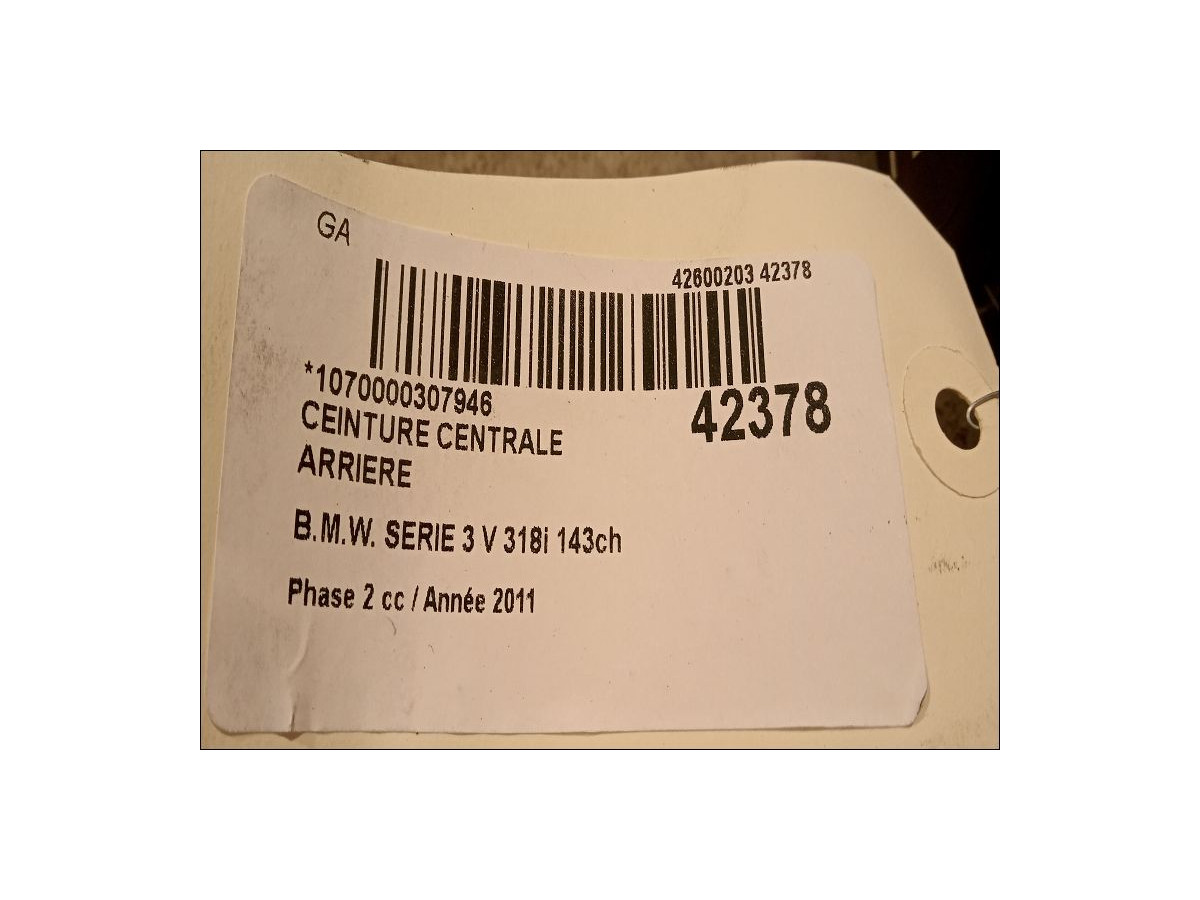 GA
42600203 42378
*1070000307946
42378
CEINTURE CENTRALE
ARRIERE
B.M.W. SERIE 3 V 318i 143ch
Phase 2 cc / Année 2011